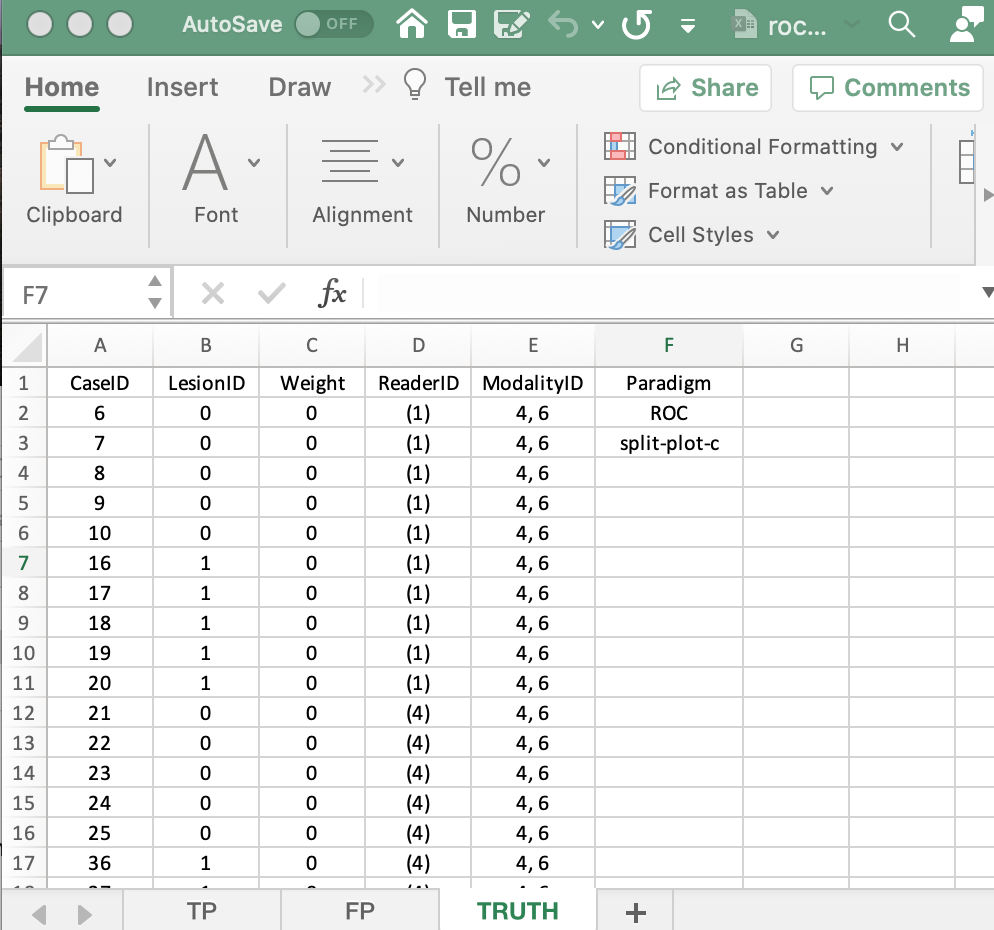 AutoSave OFF roc...
Home Insert Draw Tell me Share Comments
Conditional Formatting
Format as Table
Cell Styles
Clipboard Font Alignment Number
F7 fx
A B C D E F G H
1 CaseID LesionID Weight ReaderID ModalityID Paradigm
2 6 0 0 (1) 4, 6 ROC
3 7 0 0 (1) 4, 6 split-plot-c
4 8 0 0 (1) 4, 6
5 9 0 0 (1) 4, 6
6 10 0 0 (1) 4, 6
7 16 1 0 (1) 4, 6
8 17 1 0 (1) 4, 6
9 18 1 0 (1) 4, 6
10 19 1 0 (1) 4, 6
11 20 1 0 (1) 4, 6
12 21 0 0 (4) 4, 6
13 22 0 0 (4) 4, 6
14 23 0 0 (4) 4, 6
15 24 0 0 (4) 4, 6
16 25 0 0 (4) 4, 6
17 36 1 0 (4) 4, 6
TP FP TRUTH +